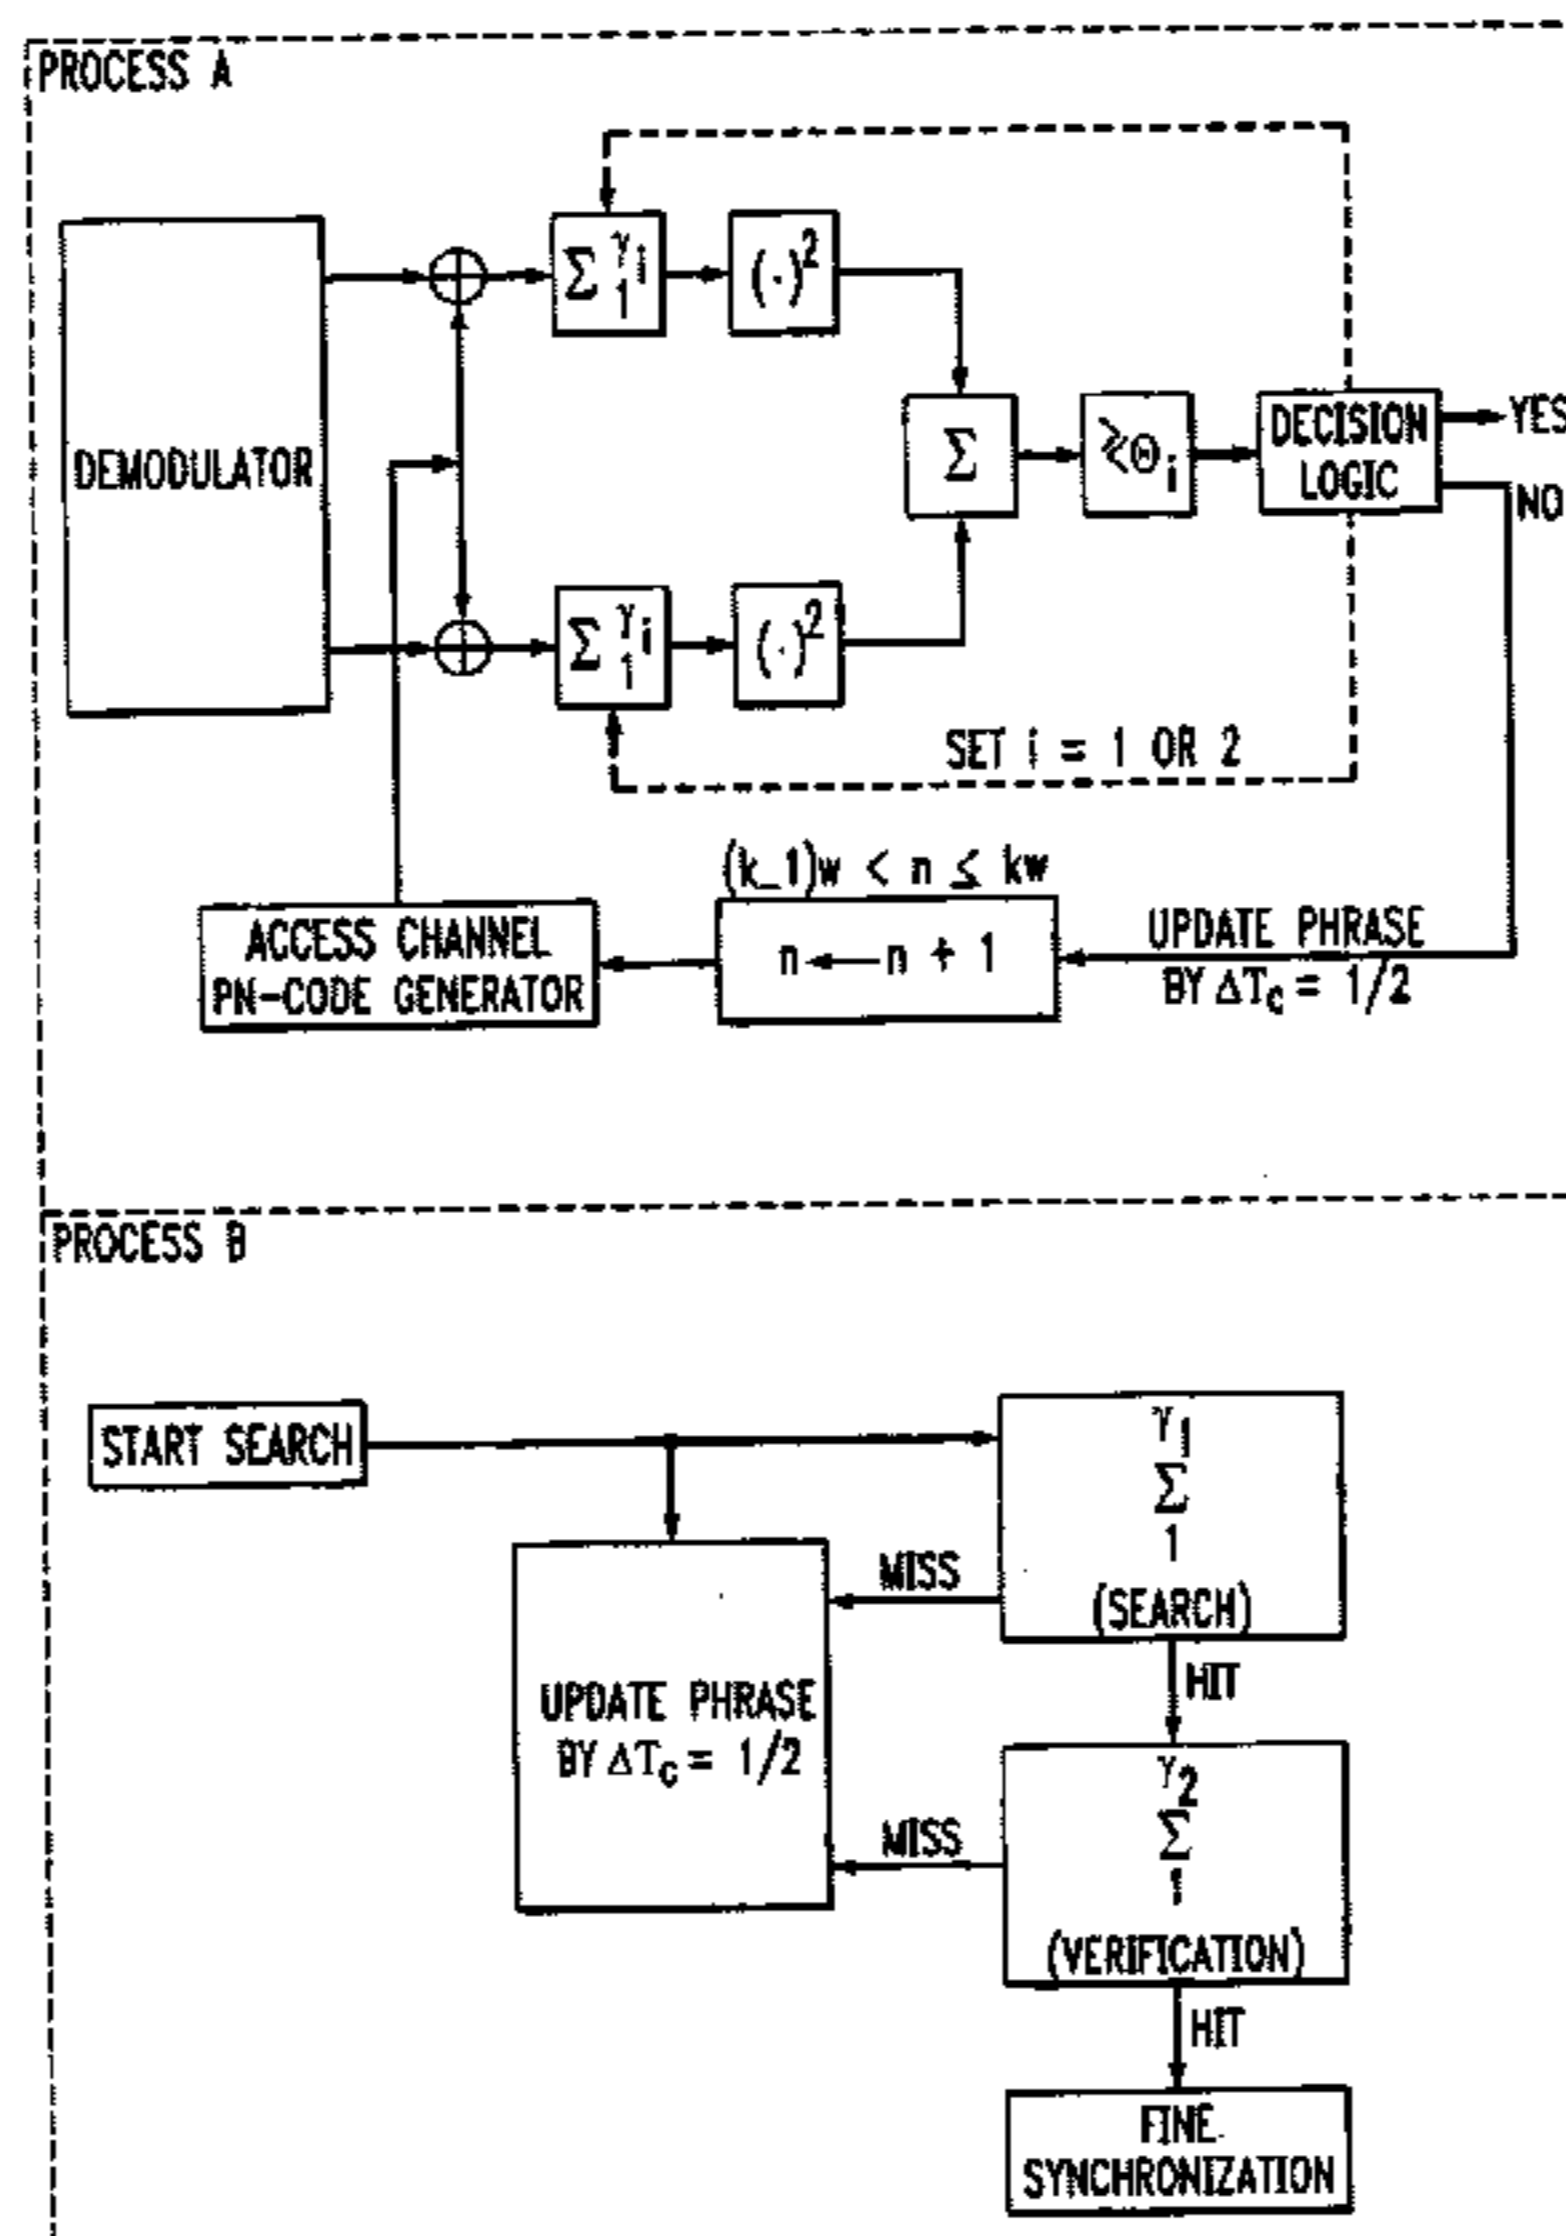 PROCESS A
DEMODULATOR
Σ γi 1
(·)²
Σ
≷Θi
DECISION
LOGIC
YES
NO
Σ γi 1
(·)²
SET i = 1 OR 2
(k_1)w < n ≤ kw
n ← n + 1
UPDATE PHRASE
BY ΔTc = 1/2
ACCESS CHANNEL
PN-CODE GENERATOR
PROCESS B
START SEARCH
γ1
Σ
1
(SEARCH)
MISS
HIT
UPDATE PHRASE
BY ΔTc = 1/2
γ2
Σ
1
(VERIFICATION)
MISS
HIT
FINE
SYNCHRONIZATION